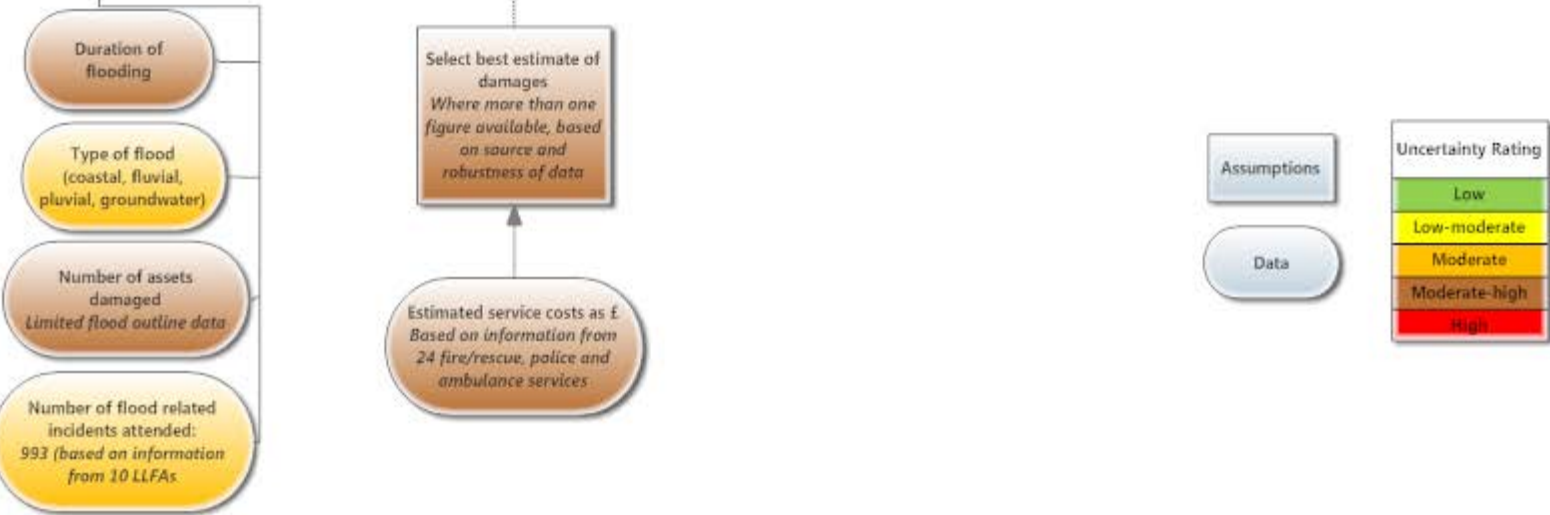 Duration of
flooding
Type of flood
(coastal, fluvial,
pluvial, groundwater)
Number of assets
damaged
Limited flood outline data
Number of flood related
incidents attended:
993 (based on information
from 10 LLFAs
Select best estimate of
damages
Where more than one
figure available, based
on source and
robustness of data
Estimated service costs as £
Based on information from
24 fire/rescue, police and
ambulance services
Assumptions
Data
Uncertainty Rating
Low
Low-moderate
Moderate
Moderate-high
High